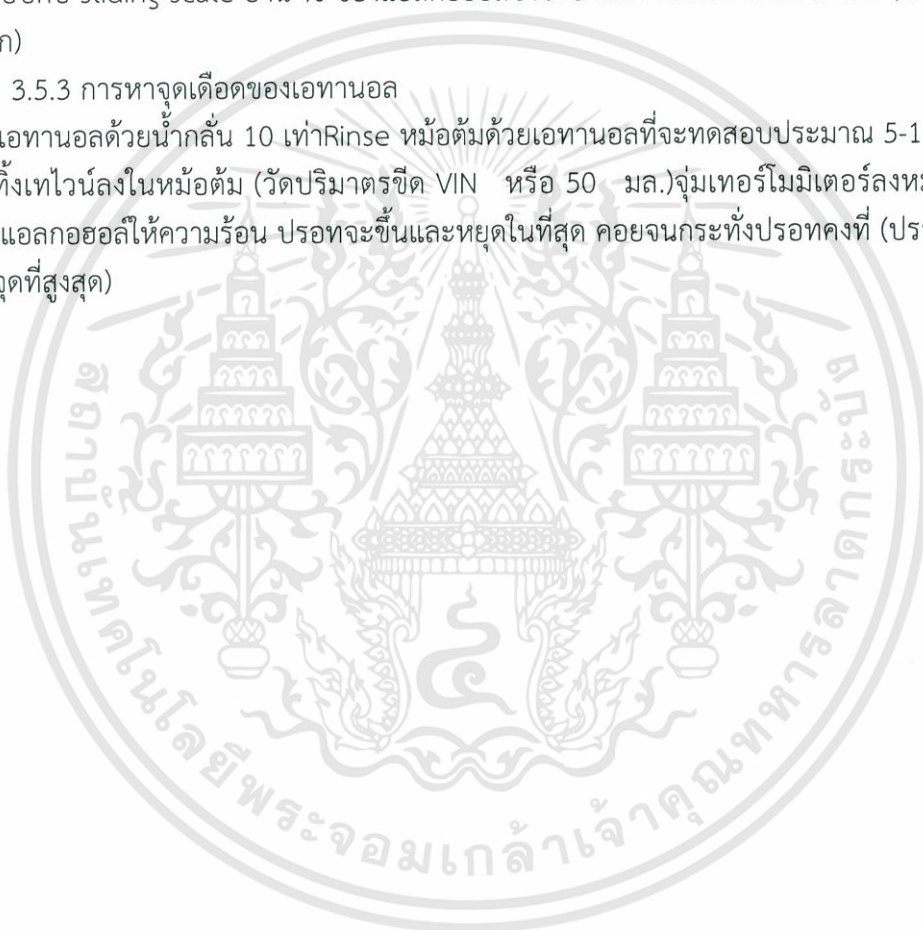 sliding scale
ก)
3.5.3 การหาจุดเดือดของเอทานอล
เอทานอลด้วยน้ำกลั่น 10 เท่าRinse หม้อต้มด้วยเอทานอลที่จะทดสอบประมาณ 5-1
ทิ้งเทไวน์ลงในหม้อต้ม (วัดปริมาตรขีด VIN หรือ 50 มล.)จุ่มเทอร์โมมิเตอร์ลงหม
แอลกอฮอล์ให้ความร้อน ปรอทจะขึ้นและหยุดในที่สุด คอยจนกระทั่งปรอทคงที่ (ปร
จุดที่สูงสุด)
สถาบันเทคโนโลยีพระจอมเกล้าเจ้าคุณทหารลาดกระบัง